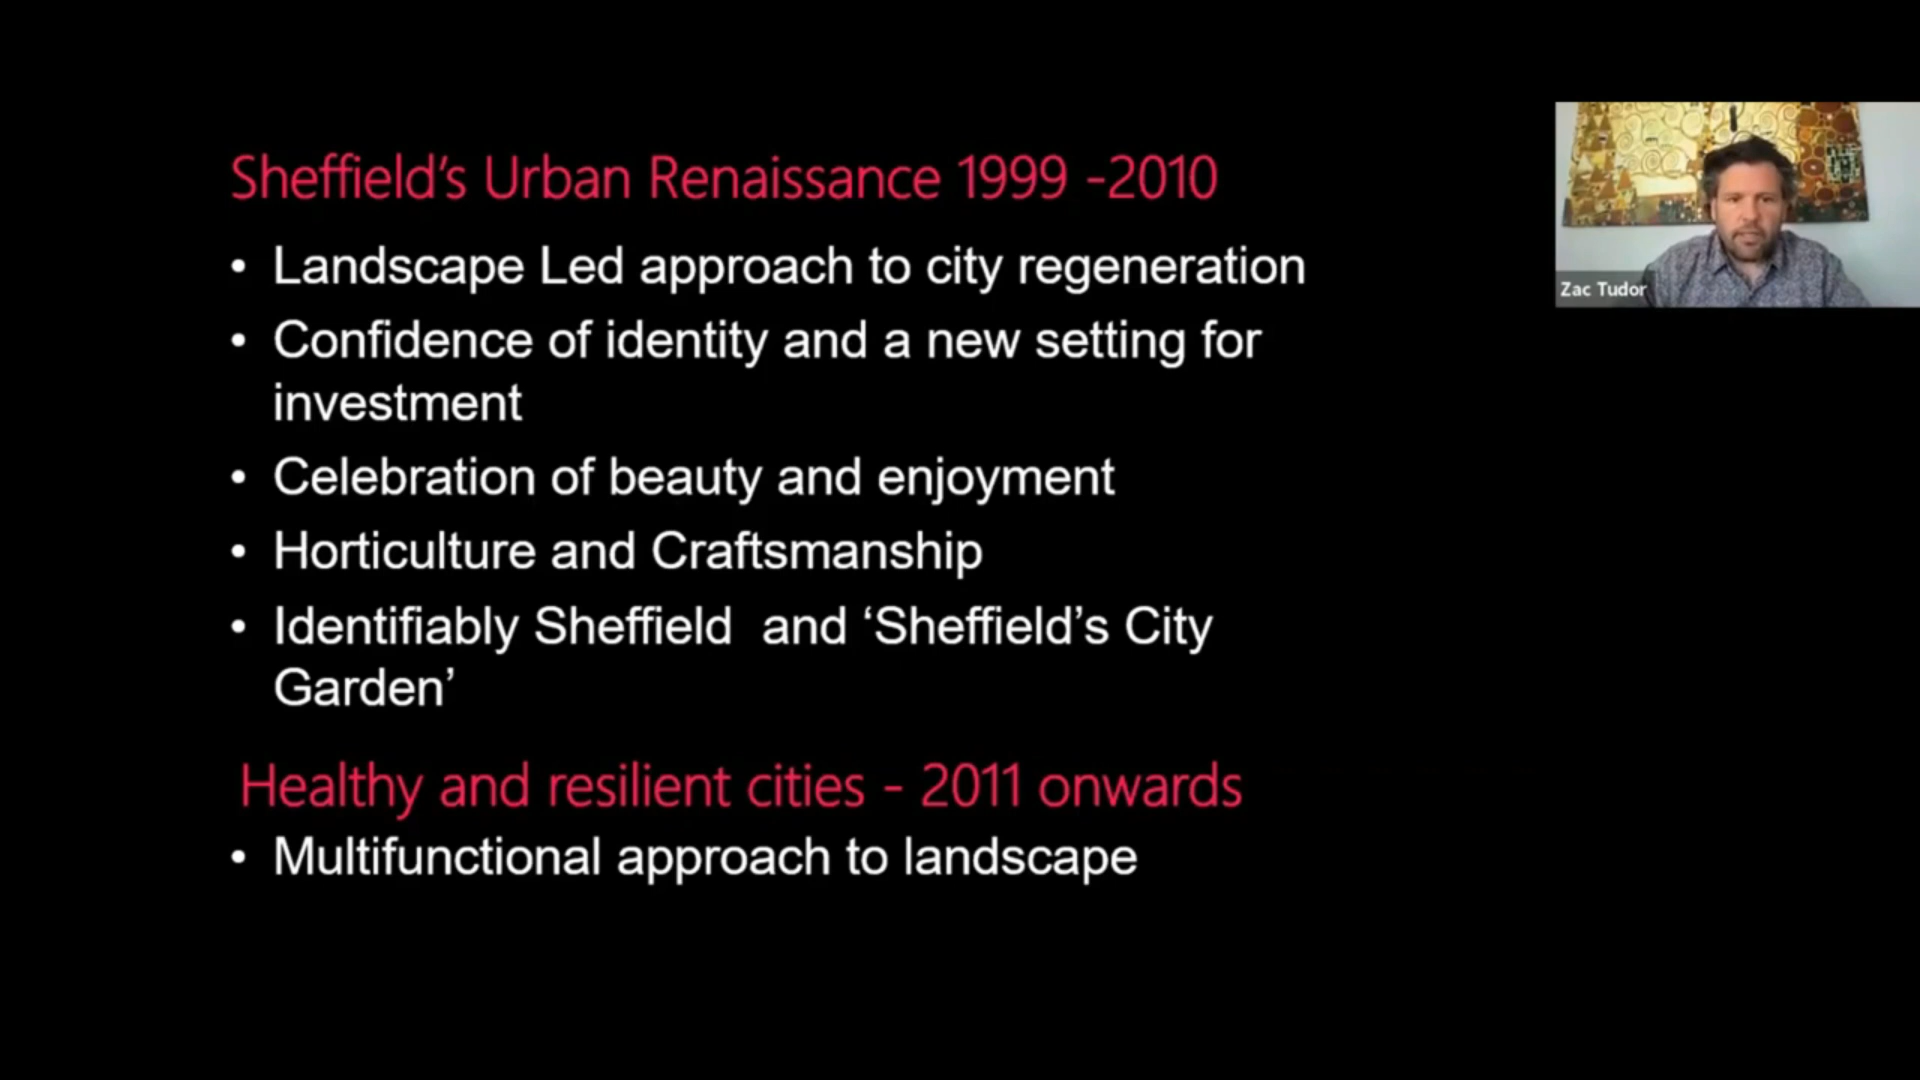 Sheffield’s Urban Renaissance 1999 -2010
• Landscape Led approach to city regeneration
• Confidence of identity and a new setting for
investment
• Celebration of beauty and enjoyment
• Horticulture and Craftsmanship
• Identifiably Sheffield  and ‘Sheffield’s City
Garden’
Healthy and resilient cities - 2011 onwards
• Multifunctional approach to landscape
Zac Tudor